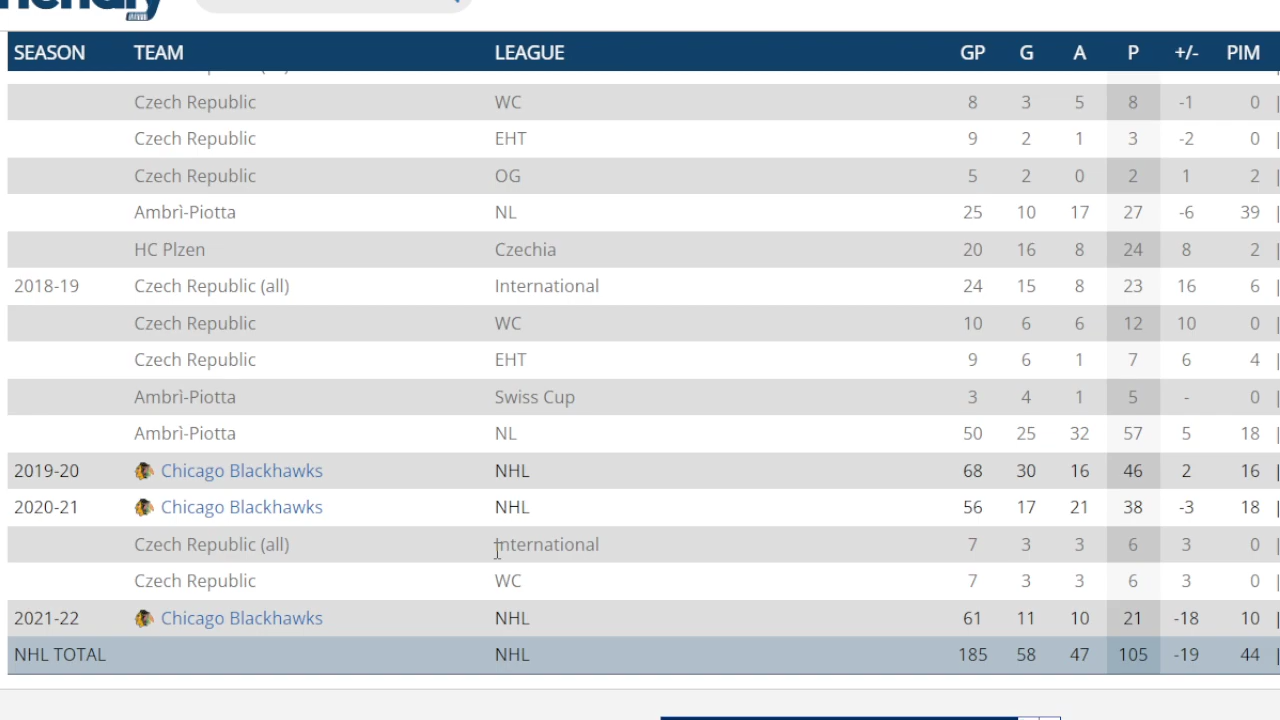 SEASON TEAM LEAGUE GP G A P +/- PIM
Czech Republic WC 8 3 5 8 -1 0 |
Czech Republic EHT 9 2 1 3 -2 0 |
Czech Republic OG 5 2 0 2 1 2 |
Ambrì-Piotta NL 25 10 17 27 -6 39 |
HC Plzen Czechia 20 16 8 24 8 2 |
2018-19 Czech Republic (all) International 24 15 8 23 16 6 |
Czech Republic WC 10 6 6 12 10 0 |
Czech Republic EHT 9 6 1 7 6 4 |
Ambrì-Piotta Swiss Cup 3 4 1 5 - 0 |
Ambrì-Piotta NL 50 25 32 57 5 18 |
2019-20 Chicago Blackhawks NHL 68 30 16 46 2 16 |
2020-21 Chicago Blackhawks NHL 56 17 21 38 -3 18 |
Czech Republic (all) International 7 3 3 6 3 0 |
Czech Republic WC 7 3 3 6 3 0 |
2021-22 Chicago Blackhawks NHL 61 11 10 21 -18 10 |
NHL TOTAL NHL 185 58 47 105 -19 44 |